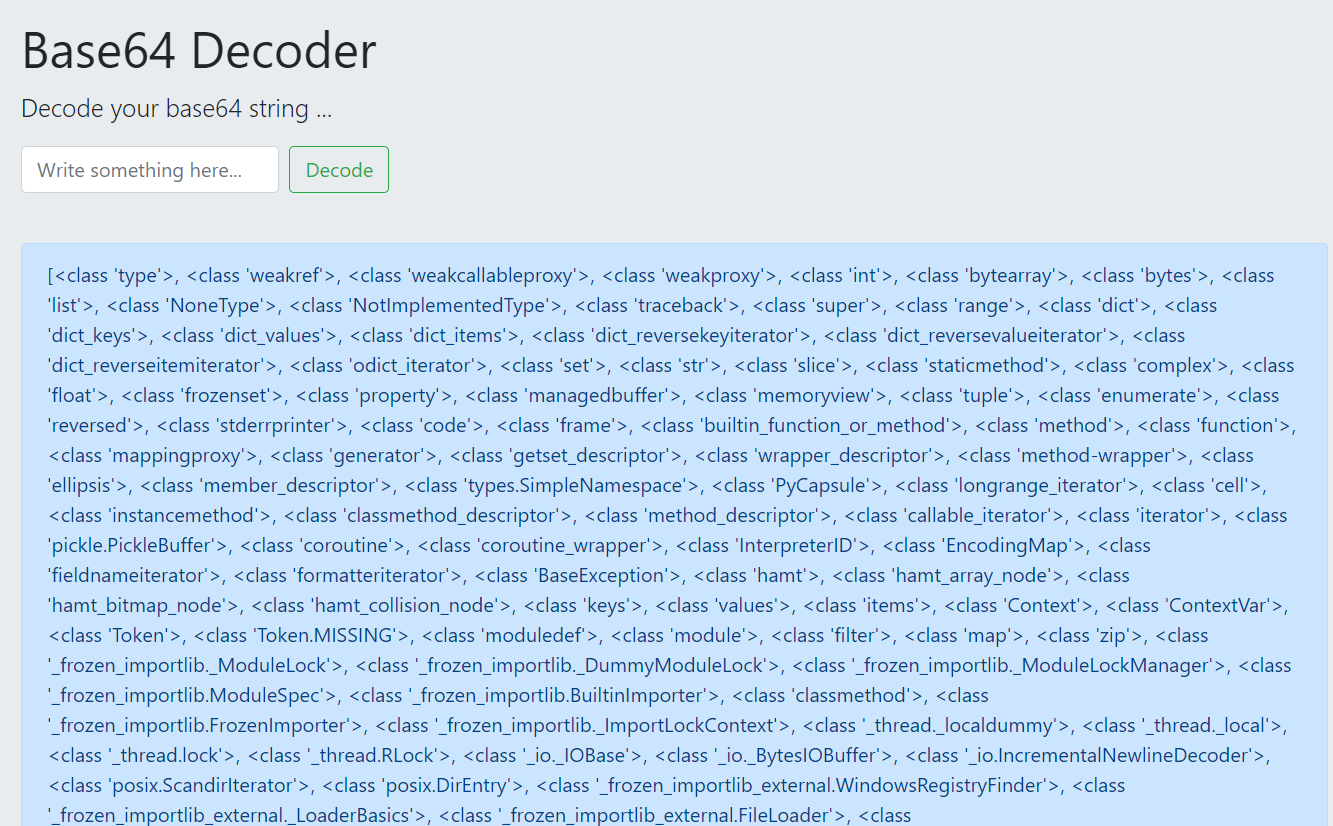 Base64 Decoder
Decode your base64 string ...
Write something here... Decode
[<class 'type'>, <class 'weakref'>, <class 'weakcallableproxy'>, <class 'weakproxy'>, <class 'int'>, <class 'bytearray'>, <class 'bytes'>, <class
'list'>, <class 'NoneType'>, <class 'NotImplementedType'>, <class 'traceback'>, <class 'super'>, <class 'range'>, <class 'dict'>, <class
'dict_keys'>, <class 'dict_values'>, <class 'dict_items'>, <class 'dict_reversekeyiterator'>, <class 'dict_reversevalueiterator'>, <class
'dict_reverseitemiterator'>, <class 'odict_iterator'>, <class 'set'>, <class 'str'>, <class 'slice'>, <class 'staticmethod'>, <class 'complex'>, <class
'float'>, <class 'frozenset'>, <class 'property'>, <class 'managedbuffer'>, <class 'memoryview'>, <class 'tuple'>, <class 'enumerate'>, <class
'reversed'>, <class 'stderrprinter'>, <class 'code'>, <class 'frame'>, <class 'builtin_function_or_method'>, <class 'method'>, <class 'function'>,
<class 'mappingproxy'>, <class 'generator'>, <class 'getset_descriptor'>, <class 'wrapper_descriptor'>, <class 'method-wrapper'>, <class
'ellipsis'>, <class 'member_descriptor'>, <class 'types.SimpleNamespace'>, <class 'PyCapsule'>, <class 'longrange_iterator'>, <class 'cell'>,
<class 'instancemethod'>, <class 'classmethod_descriptor'>, <class 'method_descriptor'>, <class 'callable_iterator'>, <class 'iterator'>, <class
'pickle.PickleBuffer'>, <class 'coroutine'>, <class 'coroutine_wrapper'>, <class 'InterpreterID'>, <class 'EncodingMap'>, <class
'fieldnameiterator'>, <class 'formatteriterator'>, <class 'BaseException'>, <class 'hamt'>, <class 'hamt_array_node'>, <class
'hamt_bitmap_node'>, <class 'hamt_collision_node'>, <class 'keys'>, <class 'values'>, <class 'items'>, <class 'Context'>, <class 'ContextVar'>,
<class 'Token'>, <class 'Token.MISSING'>, <class 'moduledef'>, <class 'module'>, <class 'filter'>, <class 'map'>, <class 'zip'>, <class
'_frozen_importlib._ModuleLock'>, <class '_frozen_importlib._DummyModuleLock'>, <class '_frozen_importlib._ModuleLockManager'>, <class
'_frozen_importlib.ModuleSpec'>, <class '_frozen_importlib.BuiltinImporter'>, <class 'classmethod'>, <class
'_frozen_importlib.FrozenImporter'>, <class '_frozen_importlib._ImportLockContext'>, <class '_thread._localdummy'>, <class '_thread._local'>,
<class '_thread.lock'>, <class '_thread.RLock'>, <class '_io._IOBase'>, <class '_io._BytesIOBuffer'>, <class '_io.IncrementalNewlineDecoder'>,
<class 'posix.ScandirIterator'>, <class 'posix.DirEntry'>, <class '_frozen_importlib_external.WindowsRegistryFinder'>, <class
'_frozen_importlib_external._LoaderBasics'>, <class '_frozen_importlib_external.FileLoader'>, <class